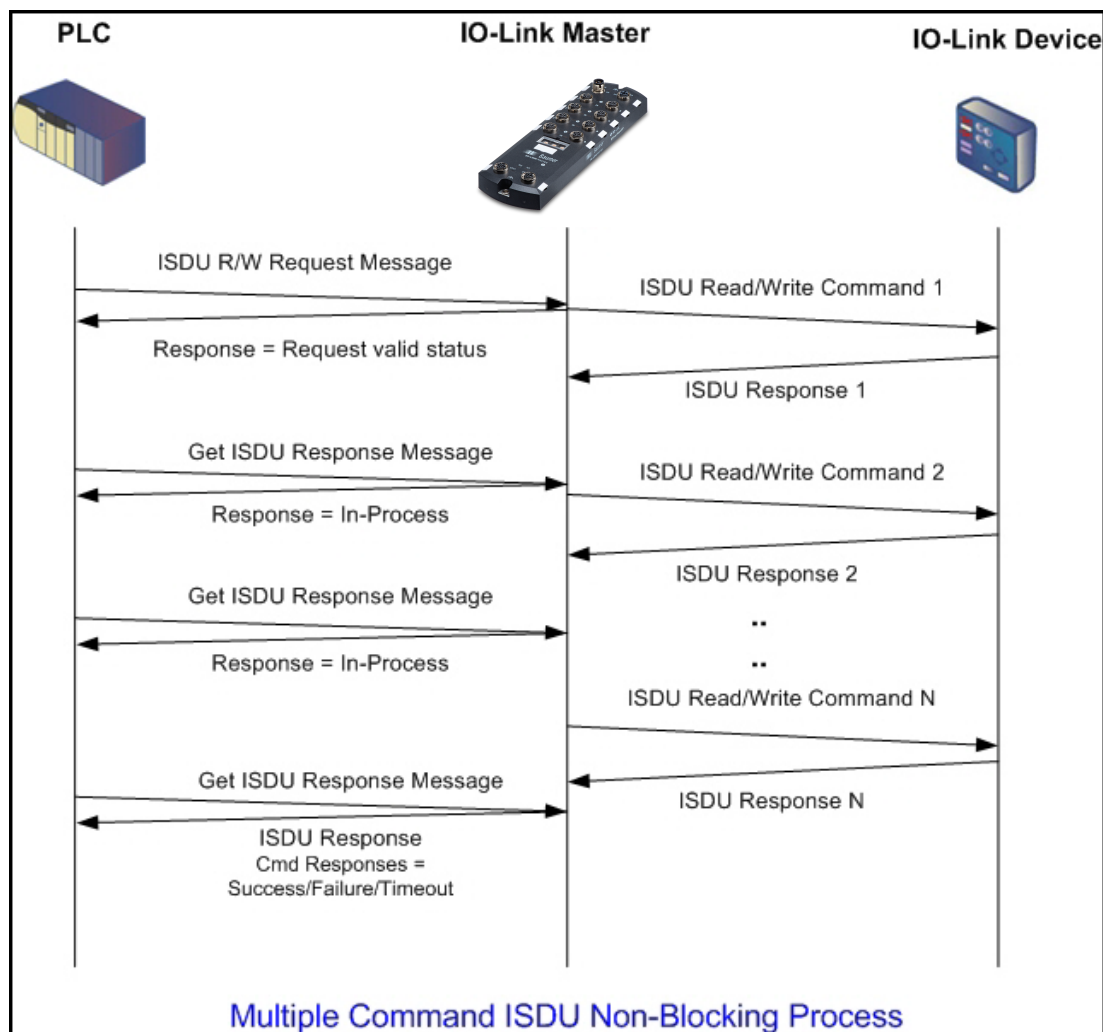 PLC
IO-Link Master
IO-Link Device
Baumer
ISDU R/W Request Message
ISDU Read/Write Command 1
Response = Request valid status
ISDU Response 1
Get ISDU Response Message
ISDU Read/Write Command 2
Response = In-Process
ISDU Response 2
Get ISDU Response Message
..
Response = In-Process
..
ISDU Read/Write Command N
Get ISDU Response Message
ISDU Response N
ISDU Response
Cmd Responses =
Success/Failure/Timeout
Multiple Command ISDU Non-Blocking Process